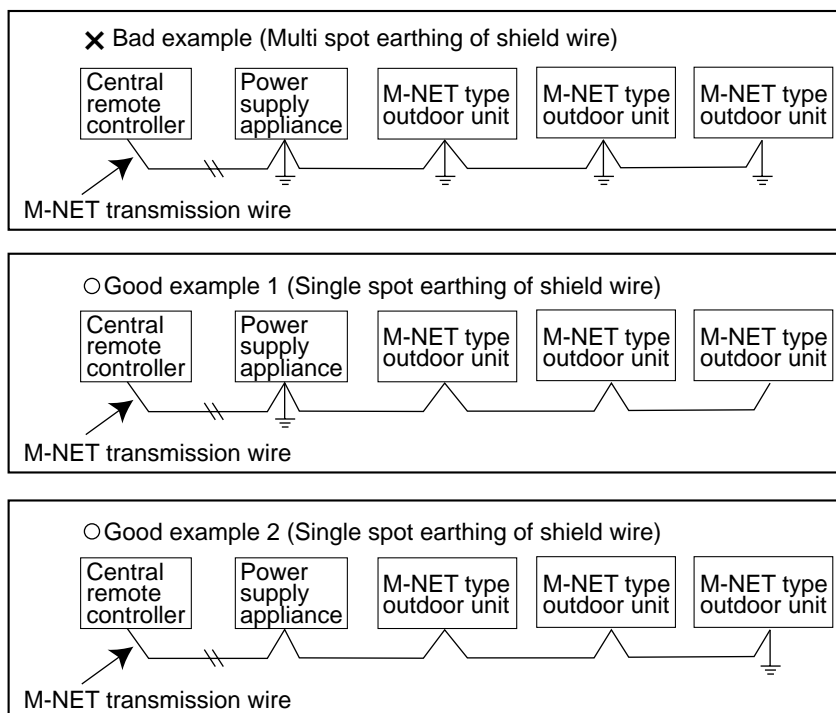 ✕ Bad example (Multi spot earthing of shield wire)
Central
remote
controller
Power
supply
appliance
M-NET type
outdoor unit
M-NET type
outdoor unit
M-NET type
outdoor unit
M-NET transmission wire
○ Good example 1 (Single spot earthing of shield wire)
Central
remote
controller
Power
supply
appliance
M-NET type
outdoor unit
M-NET type
outdoor unit
M-NET type
outdoor unit
M-NET transmission wire
○ Good example 2 (Single spot earthing of shield wire)
Central
remote
controller
Power
supply
appliance
M-NET type
outdoor unit
M-NET type
outdoor unit
M-NET type
outdoor unit
M-NET transmission wire